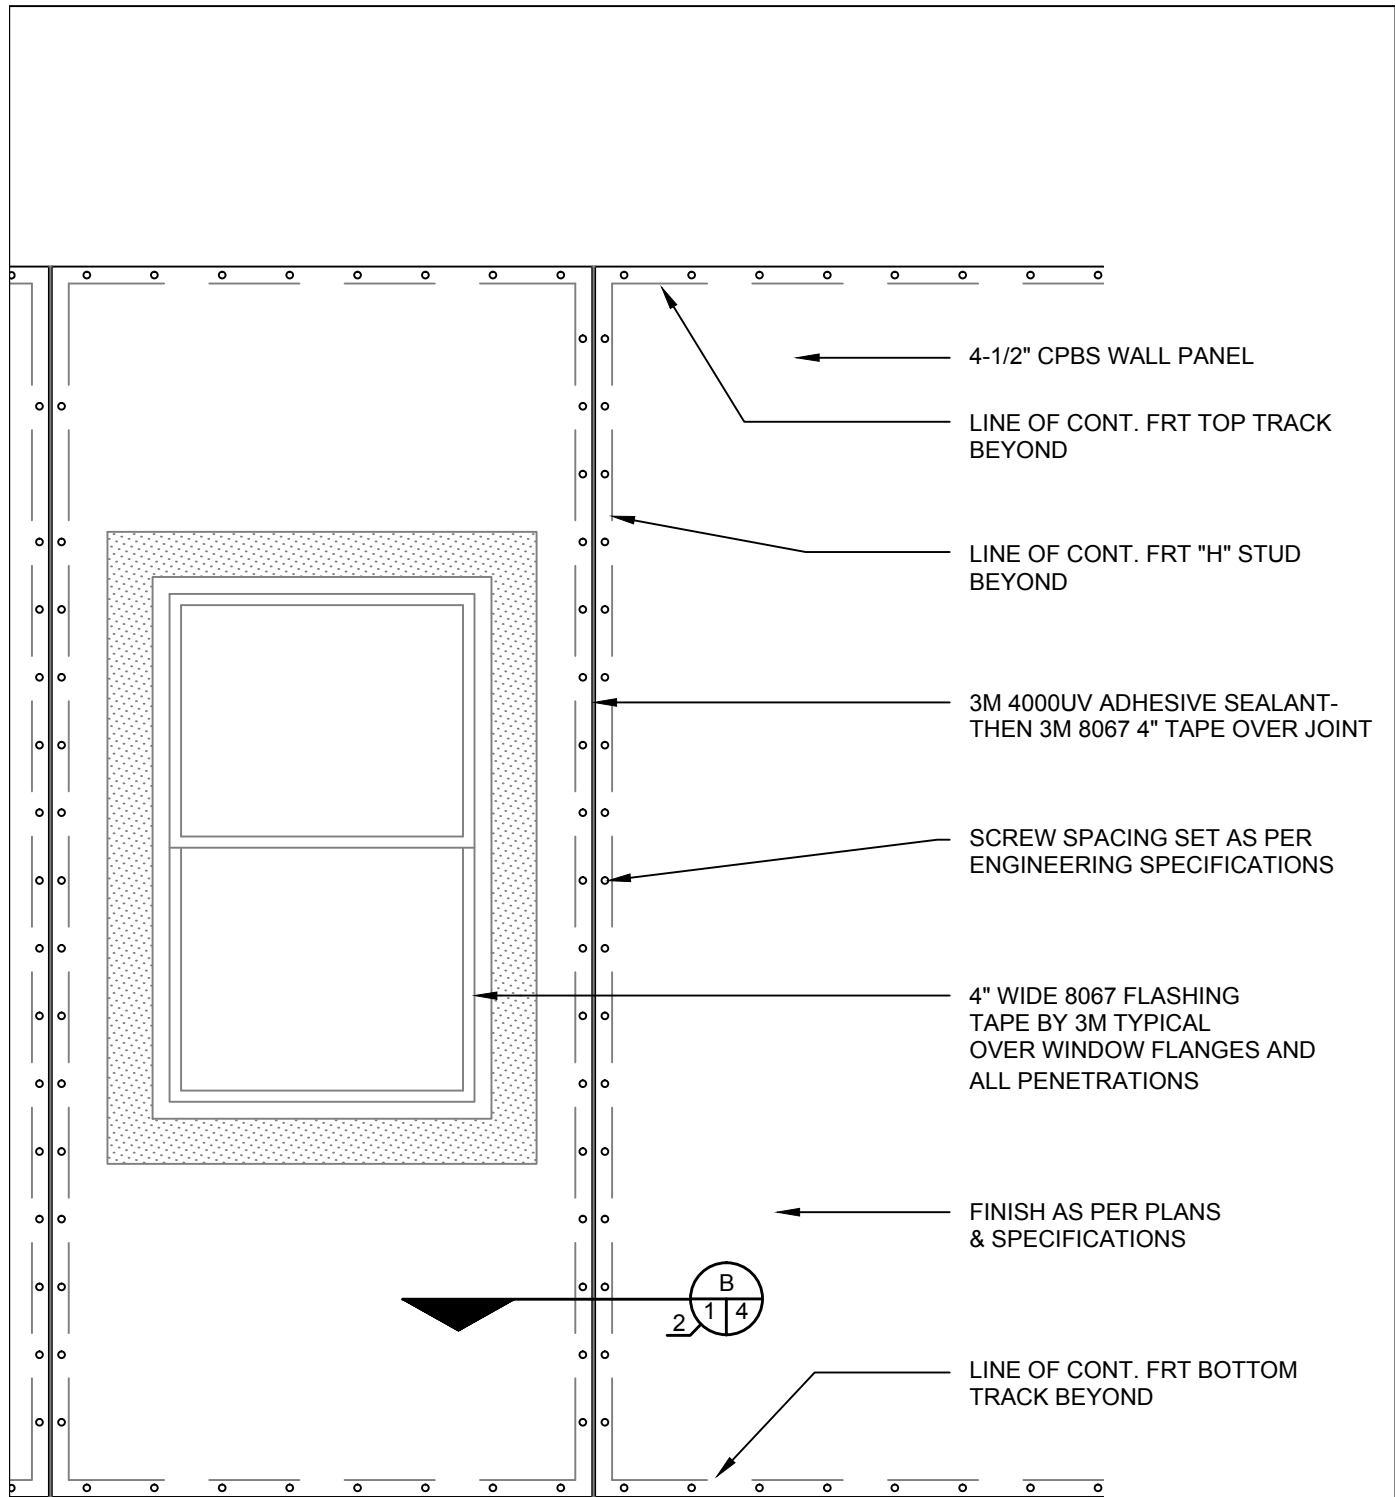 4-1/2" CPBS WALL PANEL
LINE OF CONT. FRT TOP TRACK
BEYOND
LINE OF CONT. FRT "H" STUD
BEYOND
3M 4000UV ADHESIVE SEALANT-
THEN 3M 8067 4" TAPE OVER JOINT
SCREW SPACING SET AS PER
ENGINEERING SPECIFICATIONS
4" WIDE 8067 FLASHING
TAPE BY 3M TYPICAL
OVER WINDOW FLANGES AND
ALL PENETRATIONS
FINISH AS PER PLANS
& SPECIFICATIONS
B
1 4
2
LINE OF CONT. FRT BOTTOM
TRACK BEYOND